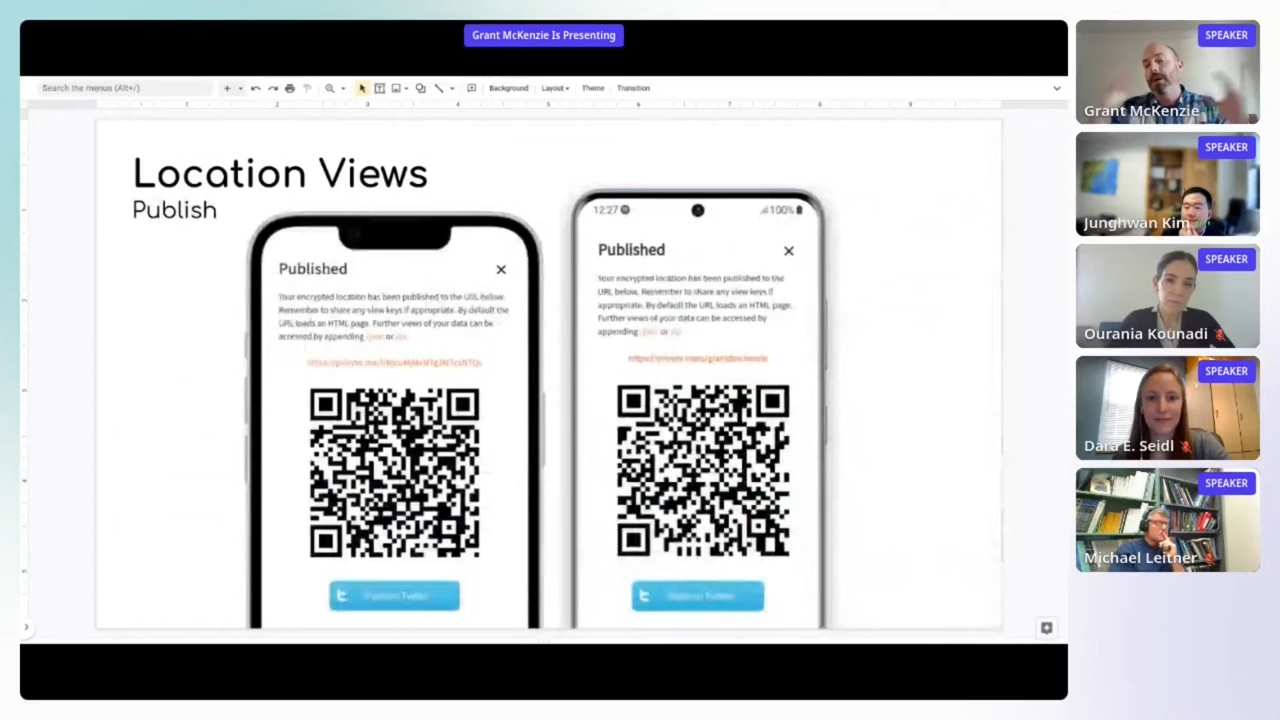 Grant McKenzie Is Presenting
Search the menus (Alt+/)
Background
Layout
Theme
Transition
Location Views
Publish
Published
Your encrypted location has been published to the URL below.
Remember to share any view keys if appropriate. By default the
URL loads an HTML page. Further views of your data can be
accessed by appending /json or
12:27
100%
Published
Your encrypted location has been published to the
URL below. Remember to share any view keys if
appropriate. By default the URL loads an HTML page.
Further views of your data can be accessed by
appending /json or
SPEAKER
Grant McKenzie
SPEAKER
Junghwan Kim
SPEAKER
Ourania Kounadi
SPEAKER
Dara E. Seidl
SPEAKER
Michael Leitner